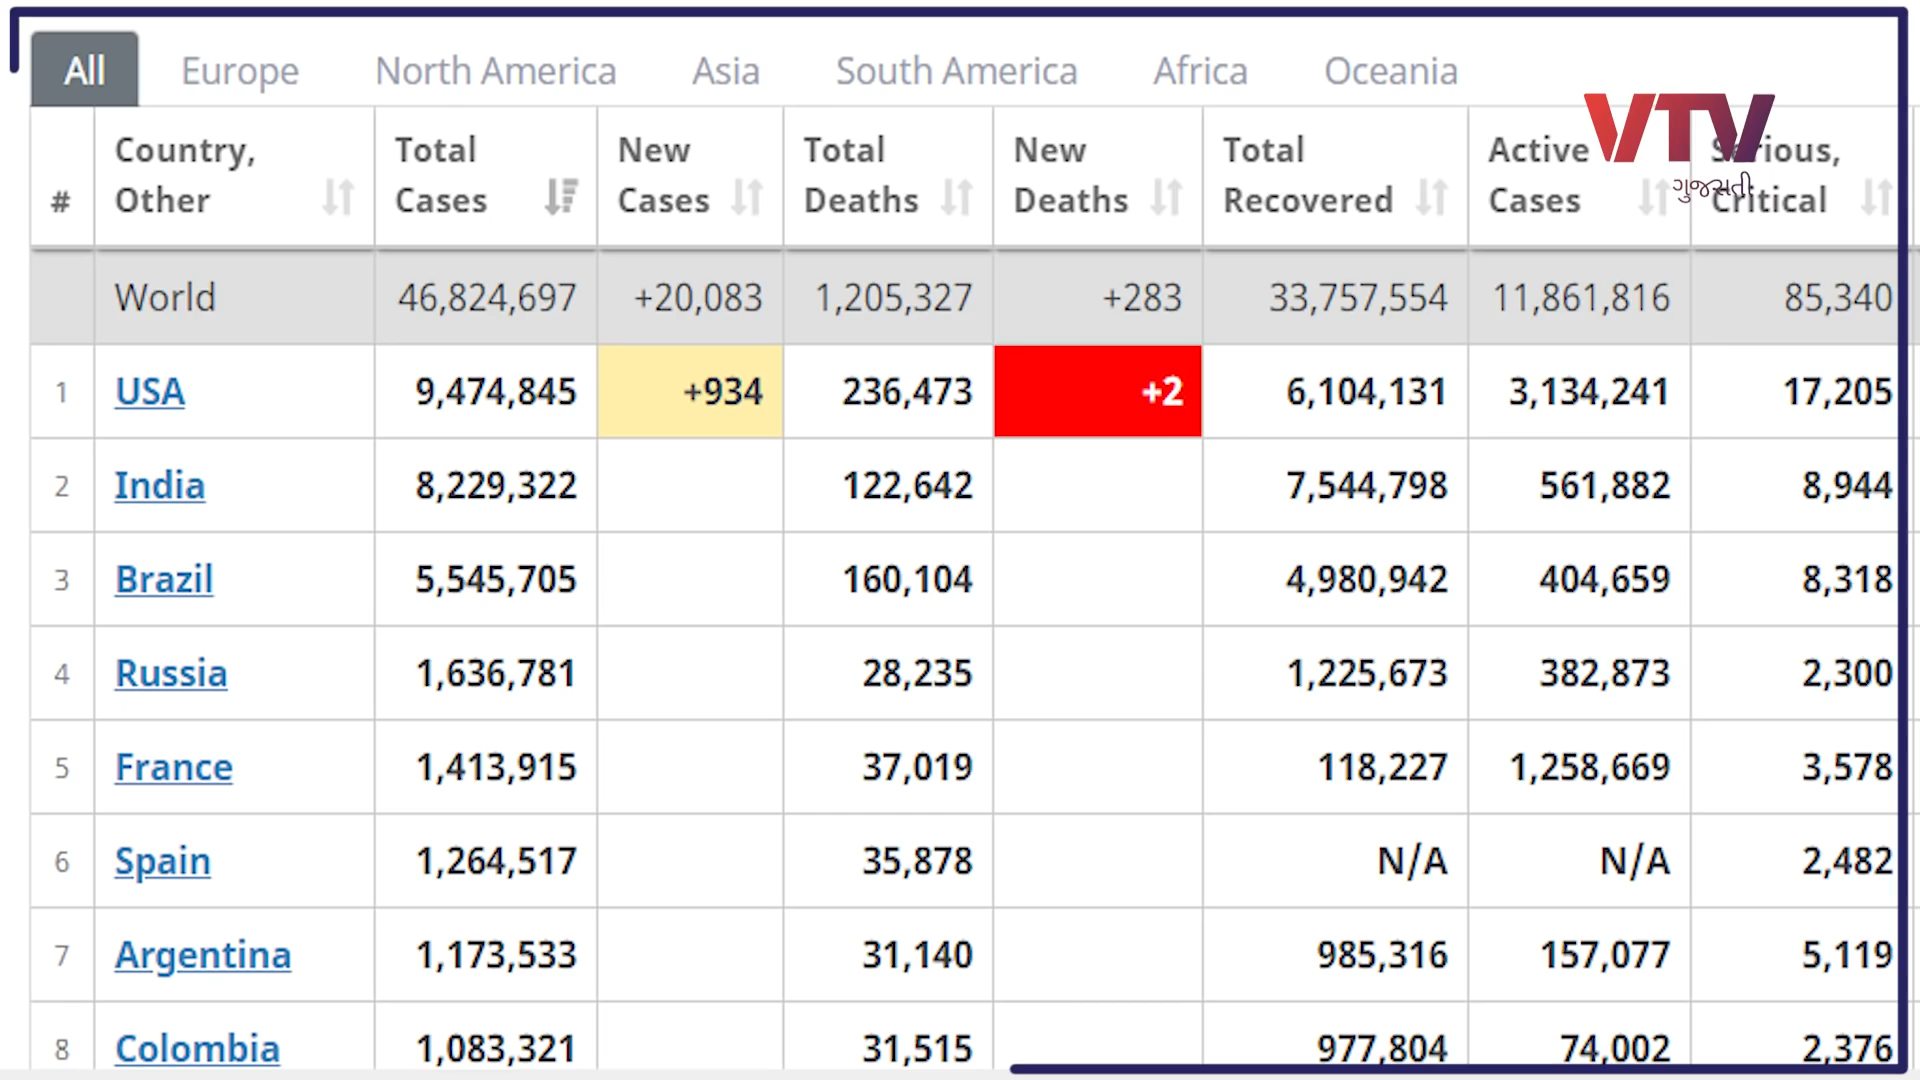 All Europe North America Asia South America Africa Oceania
VTV
ગુજરાતી
# Country, Other Total Cases New Cases Total Deaths New Deaths Total Recovered Active Cases Serious, Critical
World 46,824,697 +20,083 1,205,327 +283 33,757,554 11,861,816 85,340
1 USA 9,474,845 +934 236,473 +2 6,104,131 3,134,241 17,205
2 India 8,229,322 122,642 7,544,798 561,882 8,944
3 Brazil 5,545,705 160,104 4,980,942 404,659 8,318
4 Russia 1,636,781 28,235 1,225,673 382,873 2,300
5 France 1,413,915 37,019 118,227 1,258,669 3,578
6 Spain 1,264,517 35,878 N/A N/A 2,482
7 Argentina 1,173,533 31,140 985,316 157,077 5,119
8 Colombia 1,083,321 31,515 977,804 74,002 2,376